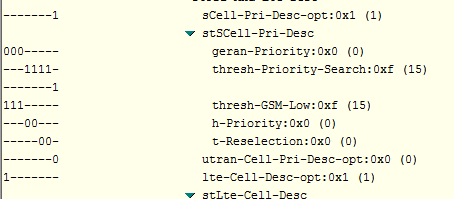 -------1 sCell-Pri-Desc-opt:0x1 (1)
stSCell-Pri-Desc
000----- geran-Priority:0x0 (0)
---1111- thresh-Priority-Search:0xf (15)
-------1
111----- thresh-GSM-Low:0xf (15)
---00--- h-Priority:0x0 (0)
-----00- t-Reselection:0x0 (0)
-------0 utran-Cell-Pri-Desc-opt:0x0 (0)
1------- lte-Cell-Desc-opt:0x1 (1)
stLte-Cell-Desc